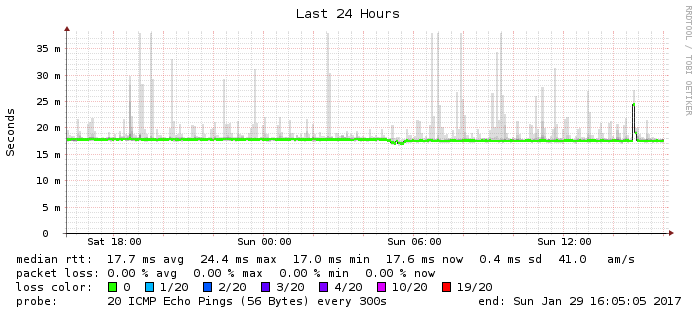 Last 24 Hours
RRDTOOL / TOBI OETIKER
Seconds
35 m
30 m
25 m
20 m
15 m
10 m
5 m
0
Sat 18:00 Sun 00:00 Sun 06:00 Sun 12:00
median rtt: 17.7 ms avg 24.4 ms max 17.0 ms min 17.6 ms now 0.4 ms sd 41.0 am/s
packet loss: 0.00 % avg 0.00 % max 0.00 % min 0.00 % now
loss color: 0 1/20 2/20 3/20 4/20 10/20 19/20
probe: 20 ICMP Echo Pings (56 Bytes) every 300s end: Sun Jan 29 16:05:05 2017